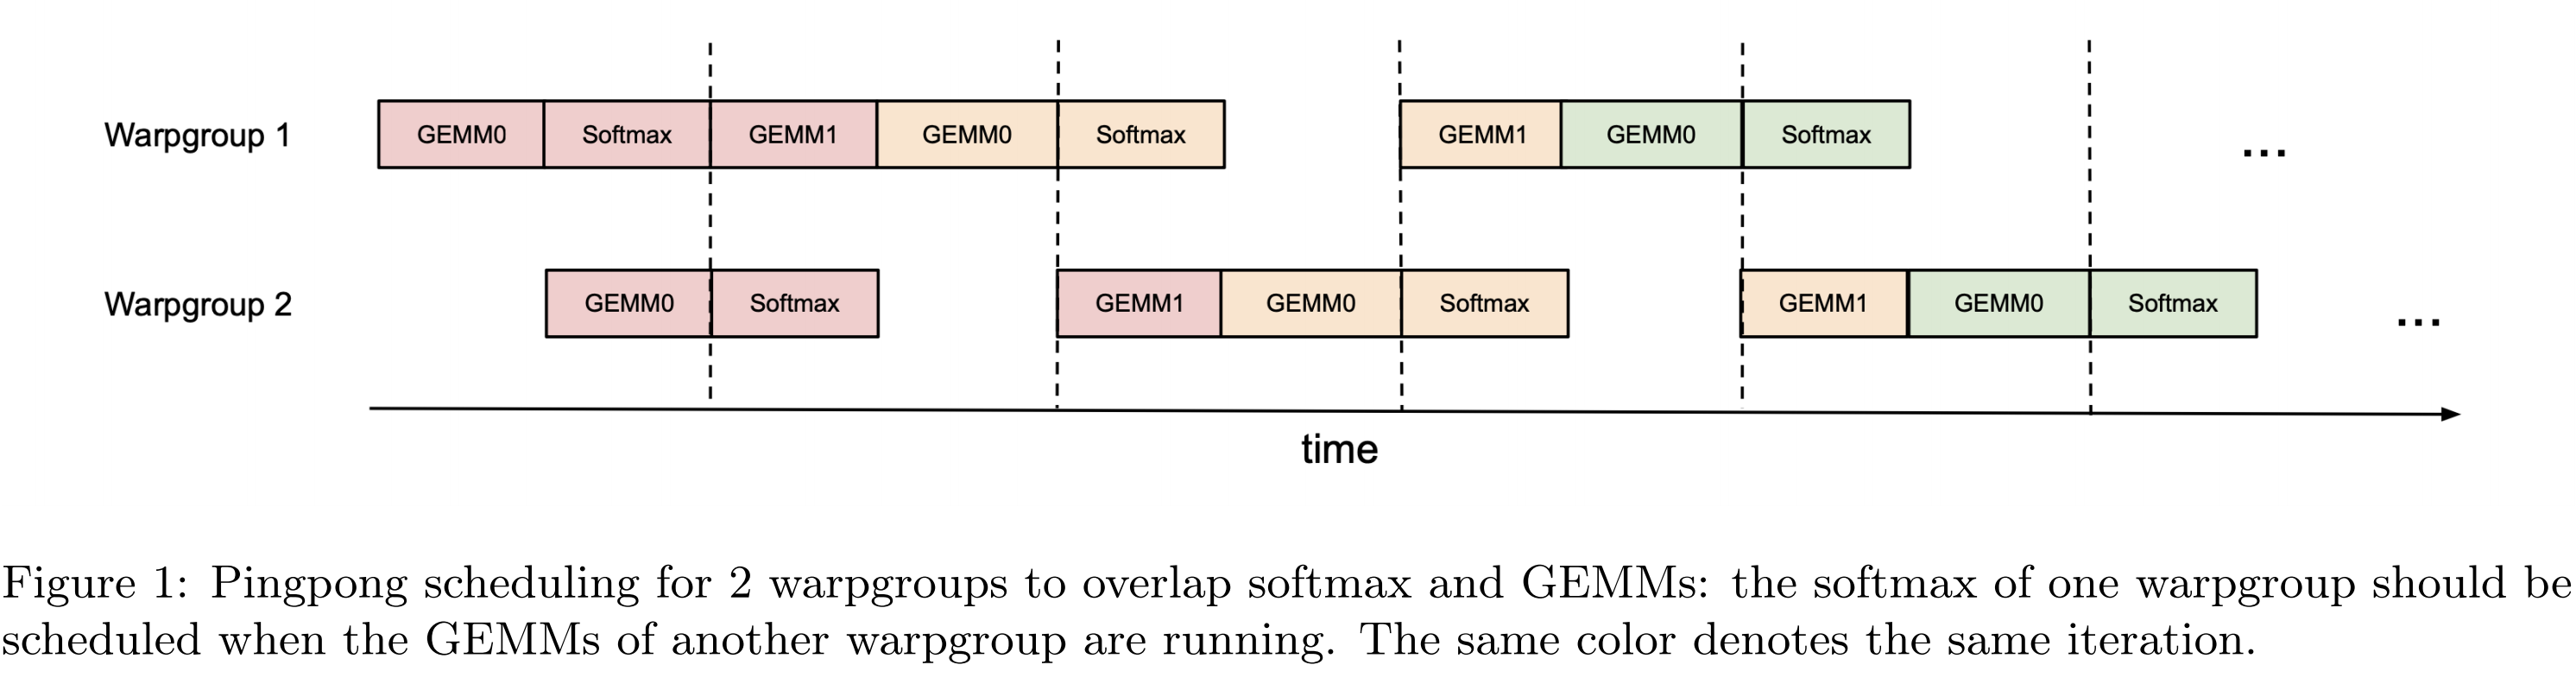 Warpgroup 1 GEMM0 Softmax GEMM1 GEMM0 Softmax GEMM1 GEMM0 Softmax ...
Warpgroup 2 GEMM0 Softmax GEMM1 GEMM0 Softmax GEMM1 GEMM0 Softmax ...
time
Figure 1: Pingpong scheduling for 2 warpgroups to overlap softmax and GEMMs: the softmax of one warpgroup should be
scheduled when the GEMMs of another warpgroup are running. The same color denotes the same iteration.